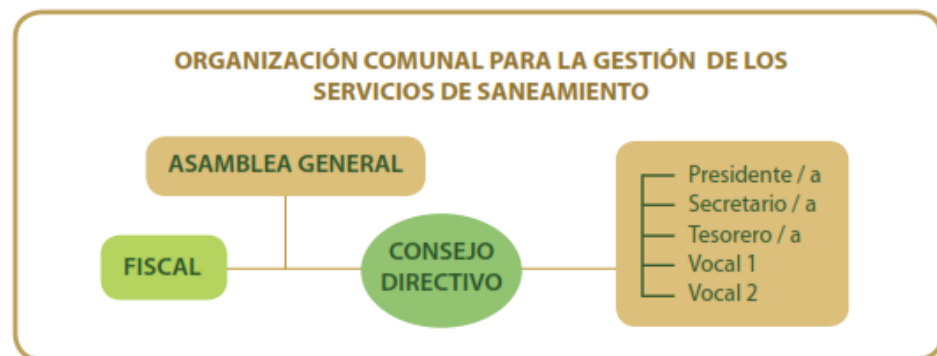 ORGANIZACIÓN COMUNAL PARA LA GESTIÓN DE LOS
SERVICIOS DE SANEAMIENTO
ASAMBLEA GENERAL
FISCAL
CONSEJO
DIRECTIVO
Presidente / a
Secretario / a
Tesorero / a
Vocal 1
Vocal 2